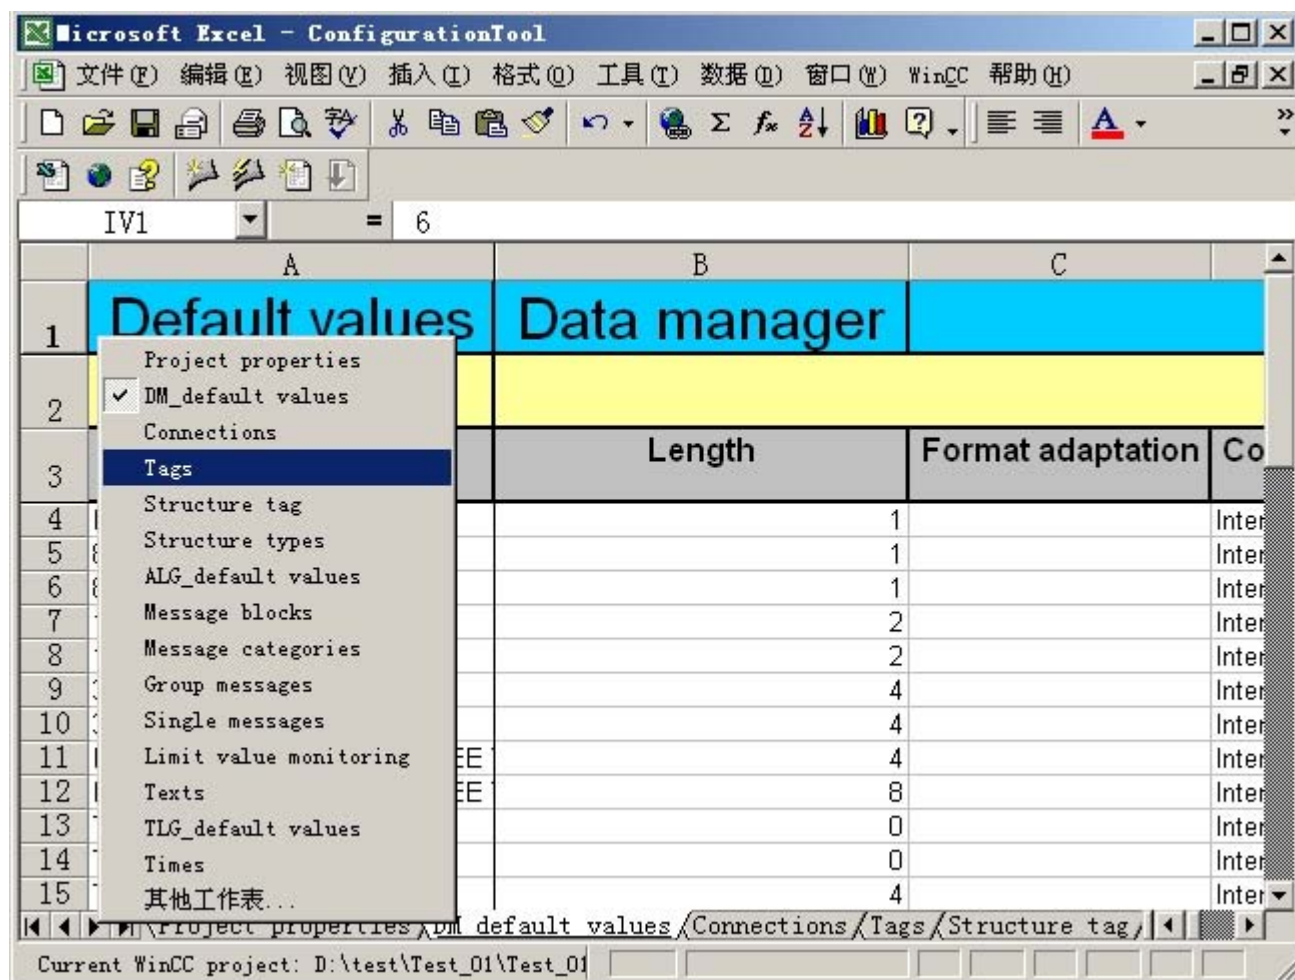 Microsoft Excel - ConfigurationTool
文件(F) 编辑(E) 视图(V) 插入(I) 格式(O) 工具(T) 数据(D) 窗口(W) WinCC 帮助(H)
IV1 = 6
A B C
1 Default values Data manager
2
3 Length Format adaptation Co
4 1 Inter
5 1 Inter
6 1 Inter
7 2 Inter
8 2 Inter
9 4 Inter
10 4 Inter
11 EE 4 Inter
12 EE 8 Inter
13 0 Inter
14 0 Inter
15 4 Inter
Project properties
DM_default values
Connections
Tags
Structure tag
Structure types
ALG_default values
Message blocks
Message categories
Group messages
Single messages
Limit value monitoring
Texts
TLG_default values
Times
其他工作表...
Project properties DM_default values Connections Tags Structure tag
Current WinCC project: D:\test\Test_01\Test_01